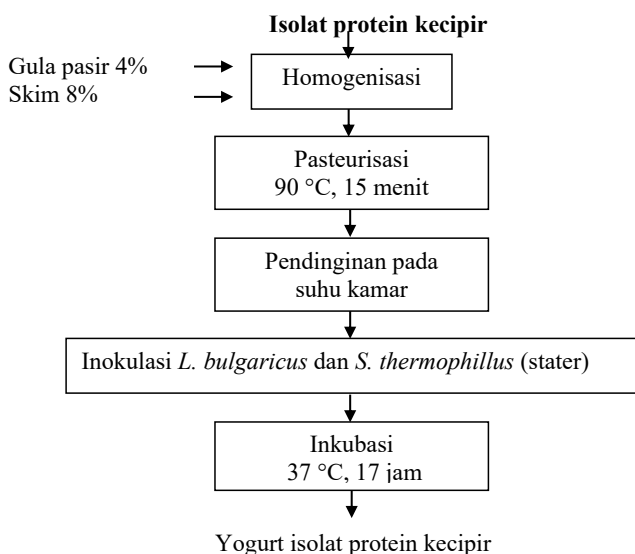 Isolat protein kecipir
Gula pasir 4%
Skim 8%
Homogenisasi
Pasteurisasi
90 °C, 15 menit
Pendinginan pada
suhu kamar
Inokulasi L. bulgaricus dan S. thermophillus (stater)
Inkubasi
37 °C, 17 jam
Yogurt isolat protein kecipir